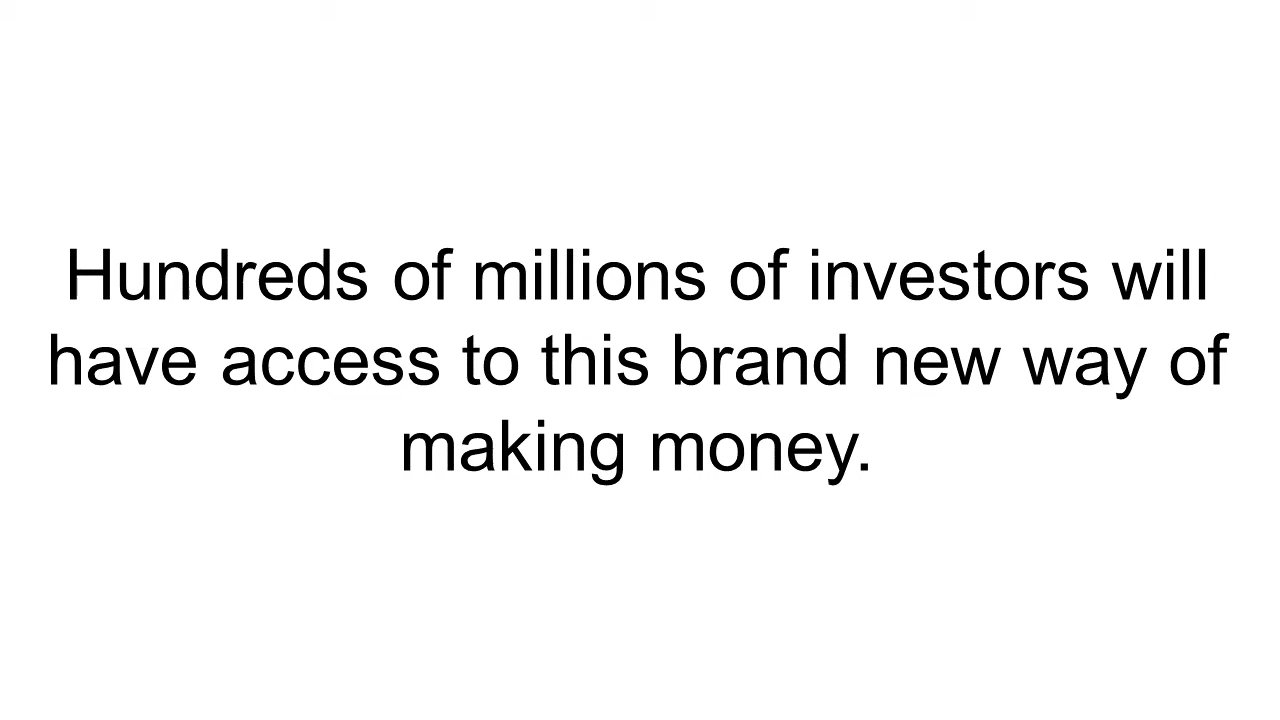 Hundreds of millions of investors will
have access to this brand new way of
making money.